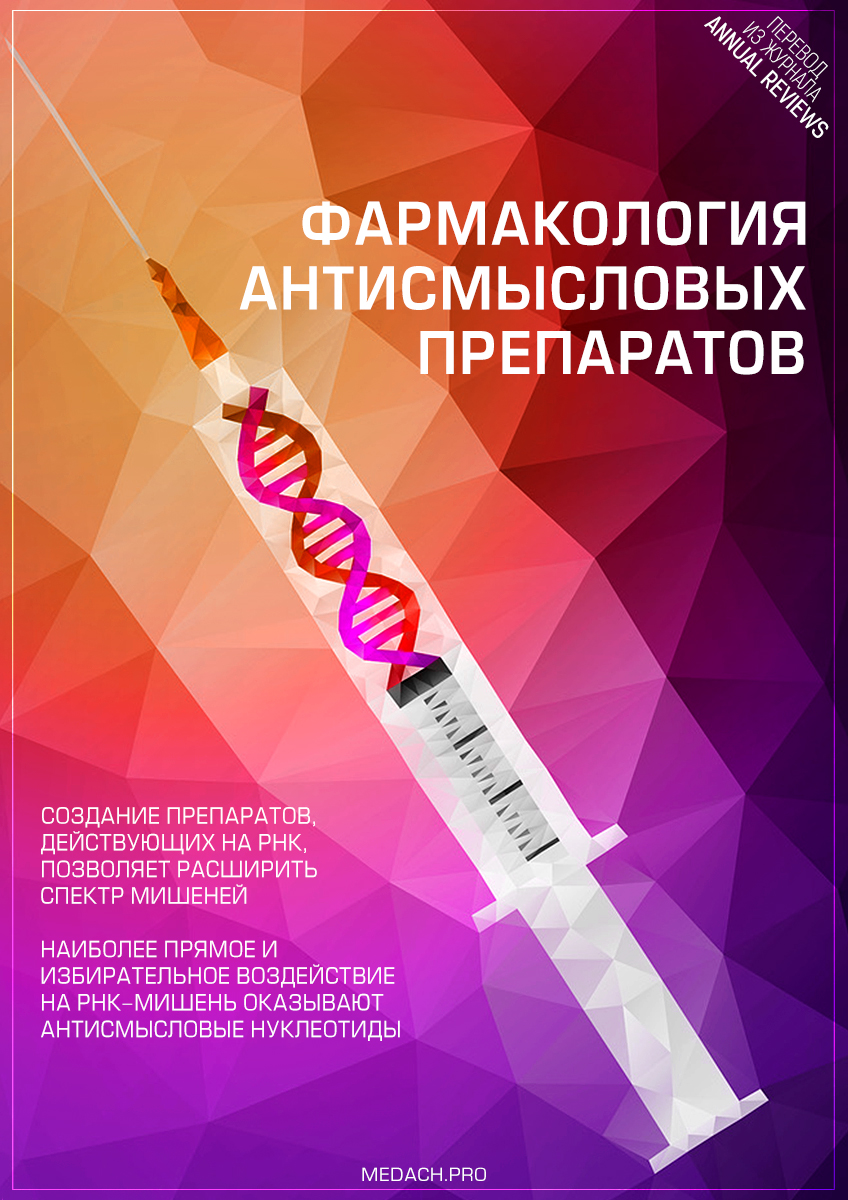 ПЕРЕВОД
ИЗ ЖУРНАЛА
ANNUAL REVIEWS
ФАРМАКОЛОГИЯ
АНТИСМЫСЛОВЫХ
ПРЕПАРАТОВ
СОЗДАНИЕ ПРЕПАРАТОВ,
ДЕЙСТВУЮЩИХ НА РНК,
ПОЗВОЛЯЕТ РАСШИРИТЬ
СПЕКТР МИШЕНЕЙ
НАИБОЛЕЕ ПРЯМОЕ И
ИЗБИРАТЕЛЬНОЕ ВОЗДЕЙСТВИЕ
НА РНК-МИШЕНЬ ОКАЗЫВАЮТ
АНТИСМЫСЛОВЫЕ НУКЛЕОТИДЫ
MEDACH.PRO